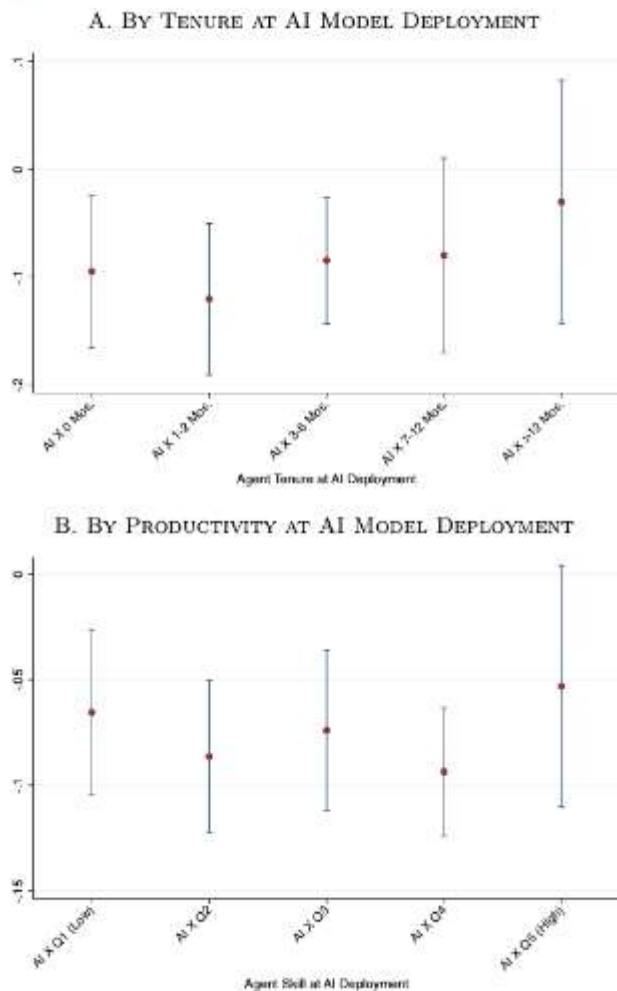 A. By Tenure at AI Model Deployment
.1
0
-.1
-.2
AI X 0 Mos.
AI X 1-2 Mos.
AI X 3-6 Mos.
AI X 7-12 Mos.
AI X >12 Mos.
Agent Tenure at AI Deployment
B. By Productivity at AI Model Deployment
0
-.05
-.1
-.15
AI X Q1 (Low)
AI X Q2
AI X Q3
AI X Q4
AI X Q5 (High)
Agent Skill at AI Deployment